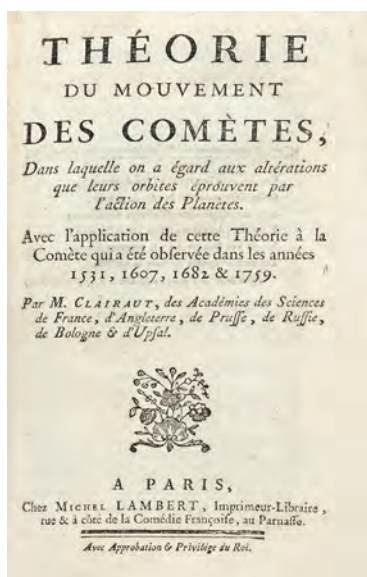 THÉORIE
DU MOUVEMENT
DES COMÈTES,
Dans laquelle on a égard aux altérations
que leurs orbites éprouvent par
l'action des Planètes.
Avec l'application de cette Théorie à la
Comète qui a été observée dans les années
1531, 1607, 1682 & 1759.
Par M. CLAIRAUT, des Académies des Sciences
de France, d'Angleterre, de Prusse, de Russie,
de Bologne & d'Upsal.
A PARIS,
Chez MICHEL LAMBERT, Imprimeur-Libraire,
rue & à côté de la Comédie Françoise, au Parnasse.
Avec Approbation & Privilége du Roi.